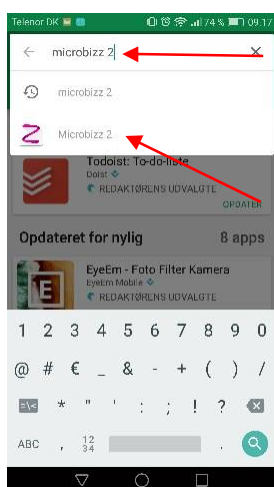 Telenor DK 74 % 09.17
microbizz 2
microbizz 2
Microbizz 2
Todoist: To-do-liste
Doist
REDAKTØRENS UDVALGTE
OPDATER
Opdateret for nylig 8 apps
EyeEm - Foto Filter Kamera
EyeEm Mobile
REDAKTØRENS UDVALGTE
1 2 3 4 5 6 7 8 9 0
@ # € _ & - + ( ) /
=\< * " ' : ; ! ?
ABC , 12 34 .